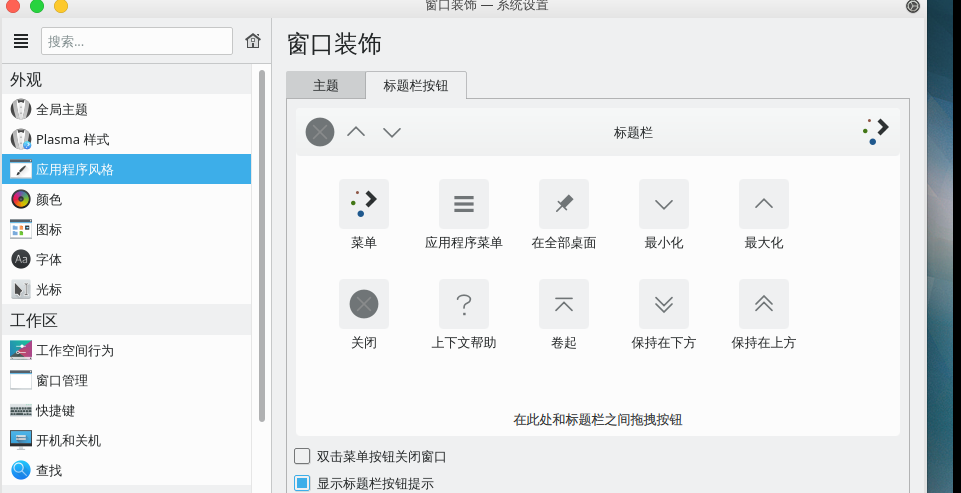 窗口装饰 — 系统设置
搜索...
窗口装饰
主题
标题栏按钮
外观
全局主题
Plasma 样式
应用程序风格
颜色
图标
Aa
字体
光标
工作区
工作空间行为
窗口管理
快捷键
开机和关机
查找
标题栏
菜单
应用程序菜单
在全部桌面
最小化
最大化
关闭
上下文帮助
卷起
保持在下方
保持在上方
在此处和标题栏之间拖拽按钮
双击菜单按钮关闭窗口
显示标题栏按钮提示